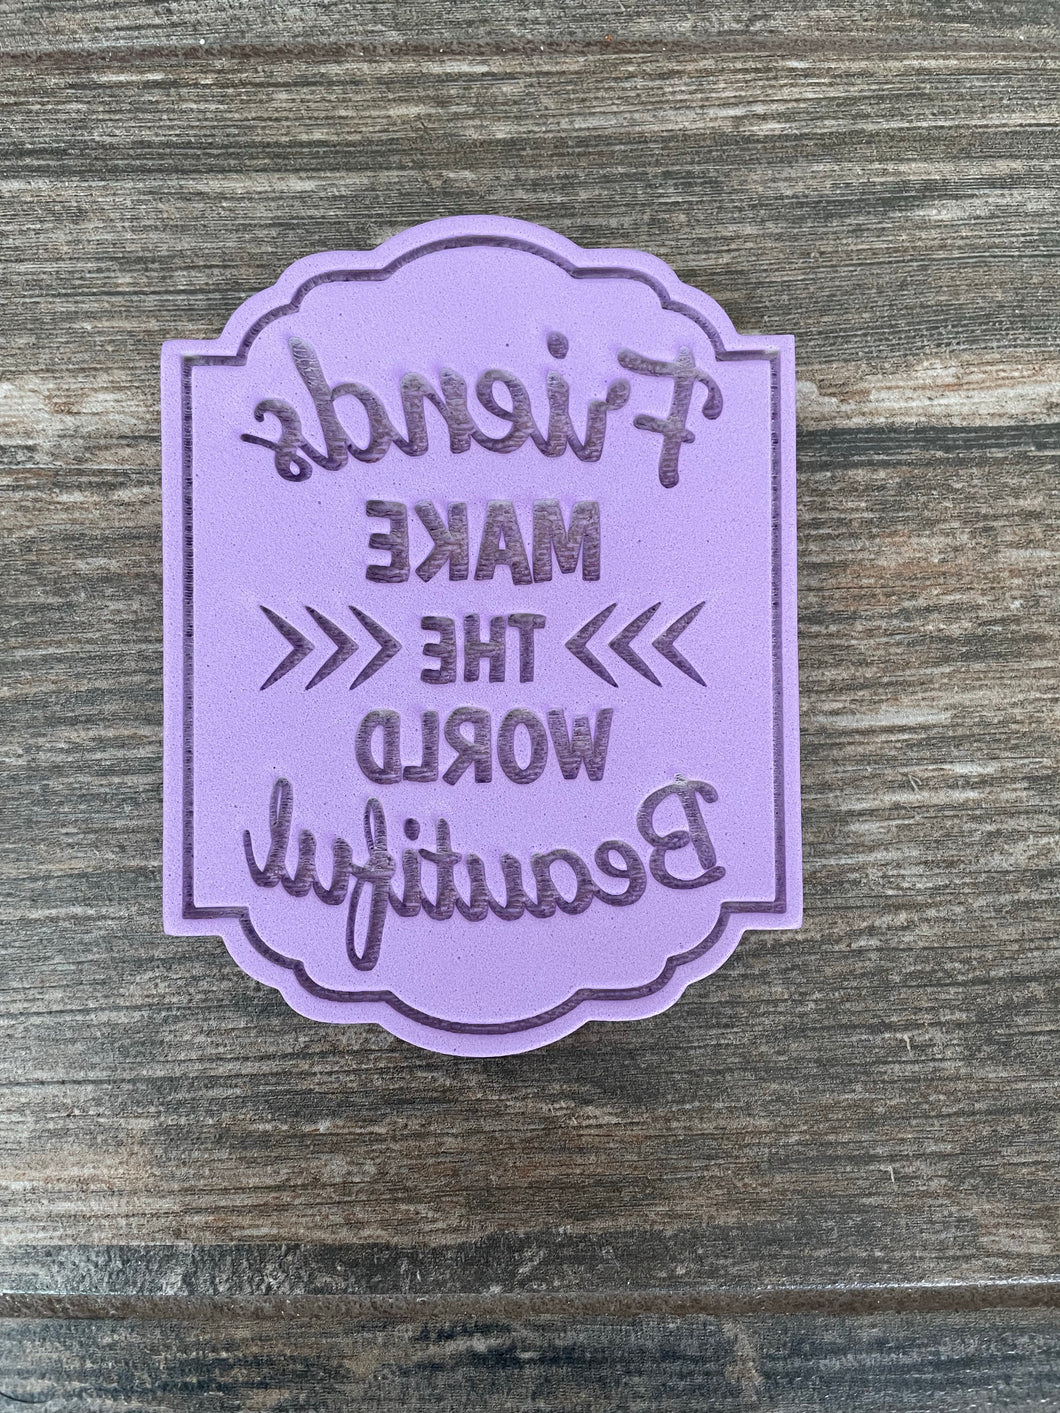 Friends
MAKE
THE
WORLD
Beautiful